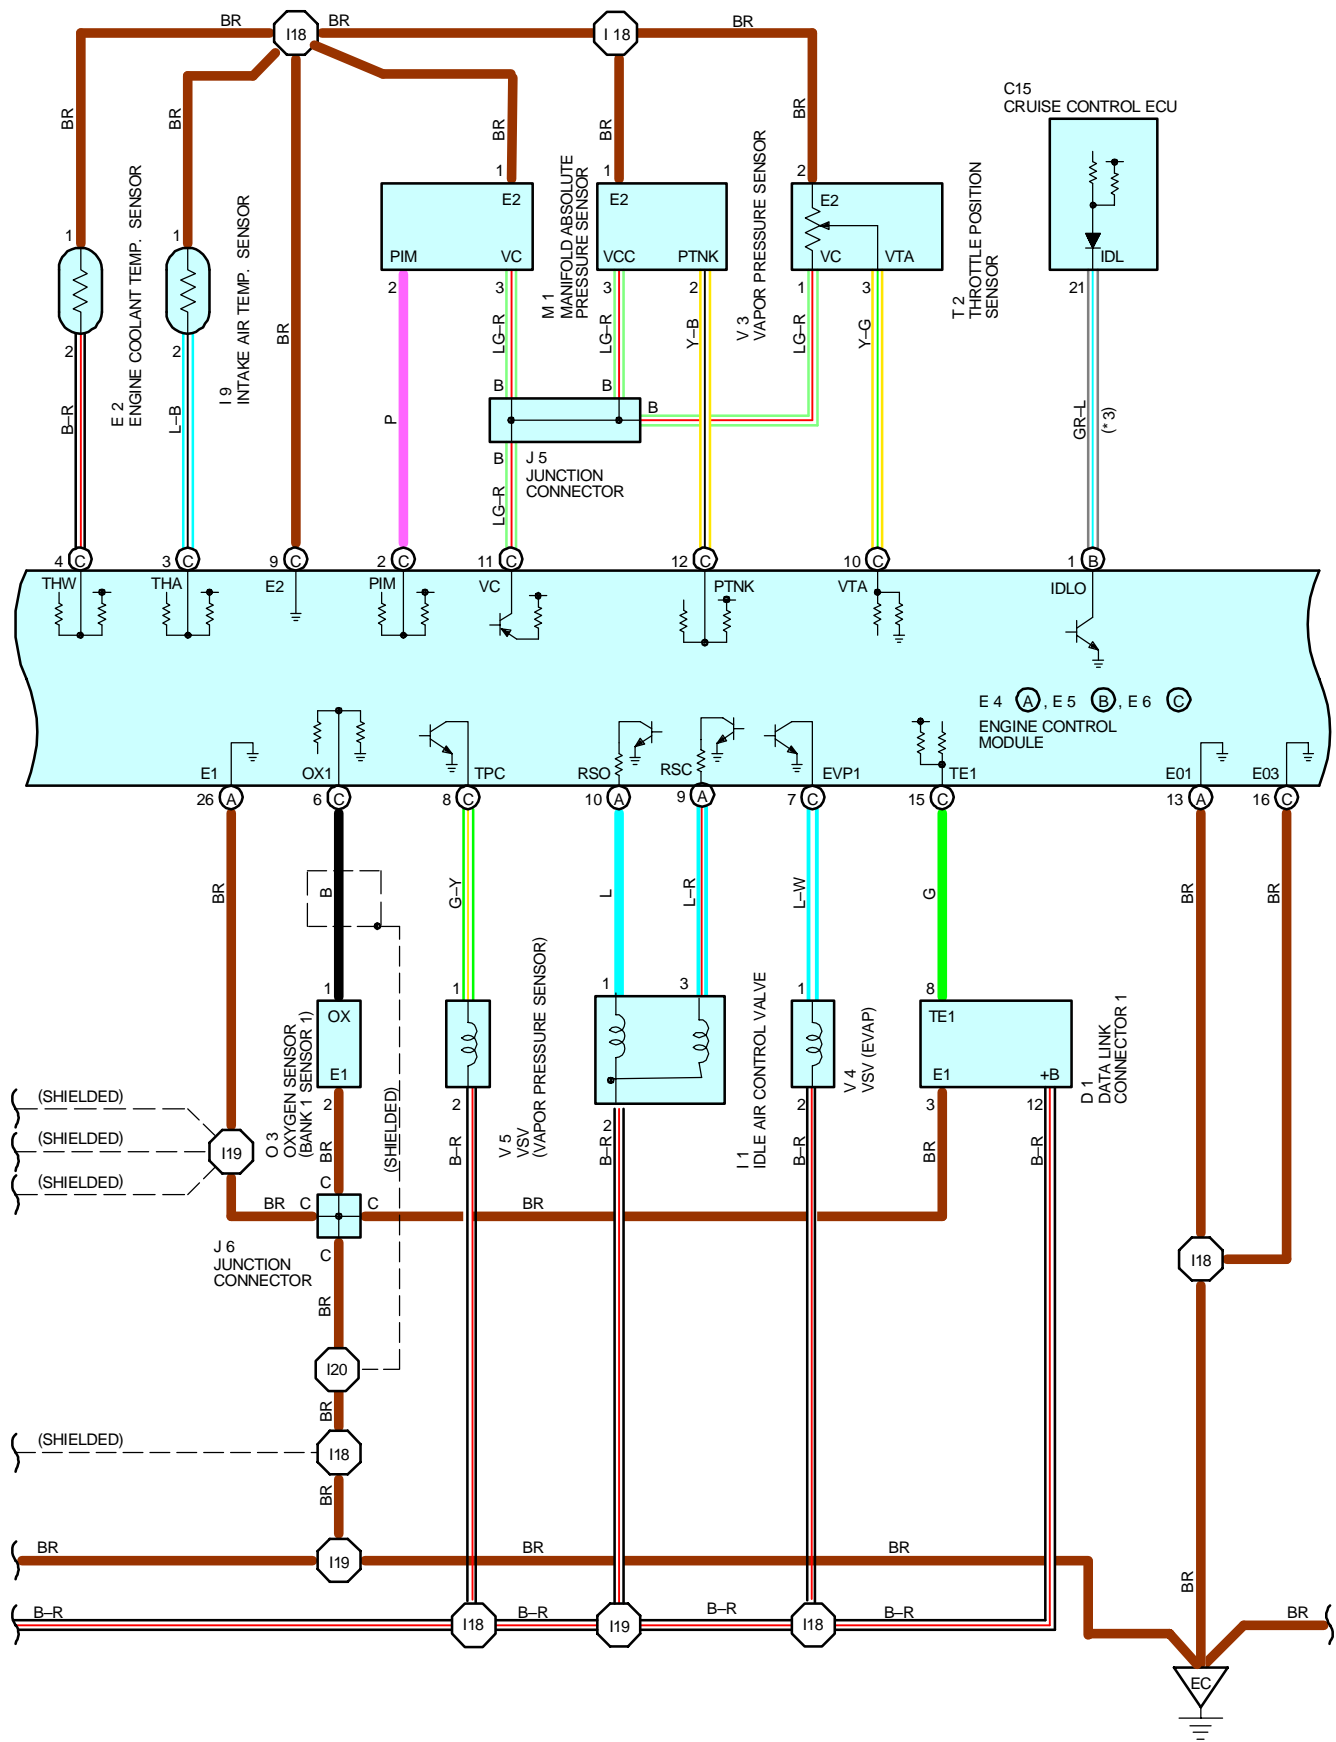 BR
I18
BR
I 18
BR
C15
CRUISE CONTROL ECU
BR
BR
BR
BR
BR
1
1
2
E 2
ENGINE COOLANT TEMP. SENSOR
I 9
INTAKE AIR TEMP. SENSOR
M 1
MANIFOLD ABSOLUTE
PRESSURE SENSOR
V 3
VAPOR PRESSURE SENSOR
T 2
THROTTLE POSITION
SENSOR
E2
E2
E2
1
1
PIM
VC
VCC
PTNK
VC
VTA
IDL
2
3
3
2
1
3
21
BR
2
2
B–R
L–B
P
LG–R
LG–R
Y–B
LG–R
Y–G
GR–L
(* 3)
B
B
B
B
J 5
JUNCTION
CONNECTOR
LG–R
4 C
3 C
9 C
2 C
11 C
12 C
10 C
1 B
THW
THA
E2
PIM
VC
PTNK
VTA
IDLO
E 4 A , E 5 B , E 6 C
ENGINE CONTROL
MODULE
E1
OX1
TPC
RSO
RSC
EVP1
TE1
E01
E03
26 A
6 C
8 C
10 A
9 A
7 C
15 C
13 A
16 C
BR
B
G–Y
L
L–R
L–W
G
BR
BR
1
1
1
3
1
8
OX
E1
TE1
E1
+B
2
2
2
2
3
12
O 3
OXYGEN SENSOR
(BANK 1 SENSOR 1)
(SHIELDED)
V 5
VSV
(VAPOR PRESSURE SENSOR)
I 1
IDLE AIR CONTROL VALVE
V 4
VSV (EVAP)
D 1
DATA LINK
CONNECTOR 1
(SHIELDED)
(SHIELDED)
(SHIELDED)
I19
BR
B–R
B–R
B–R
BR
B–R
C
BR
C
C
BR
C
J 6
JUNCTION
CONNECTOR
I18
BR
I20
BR
(SHIELDED)
I18
BR
BR
I19
BR
BR
BR
B–R
I18
B–R
I19
B–R
I18
B–R
BR
EC